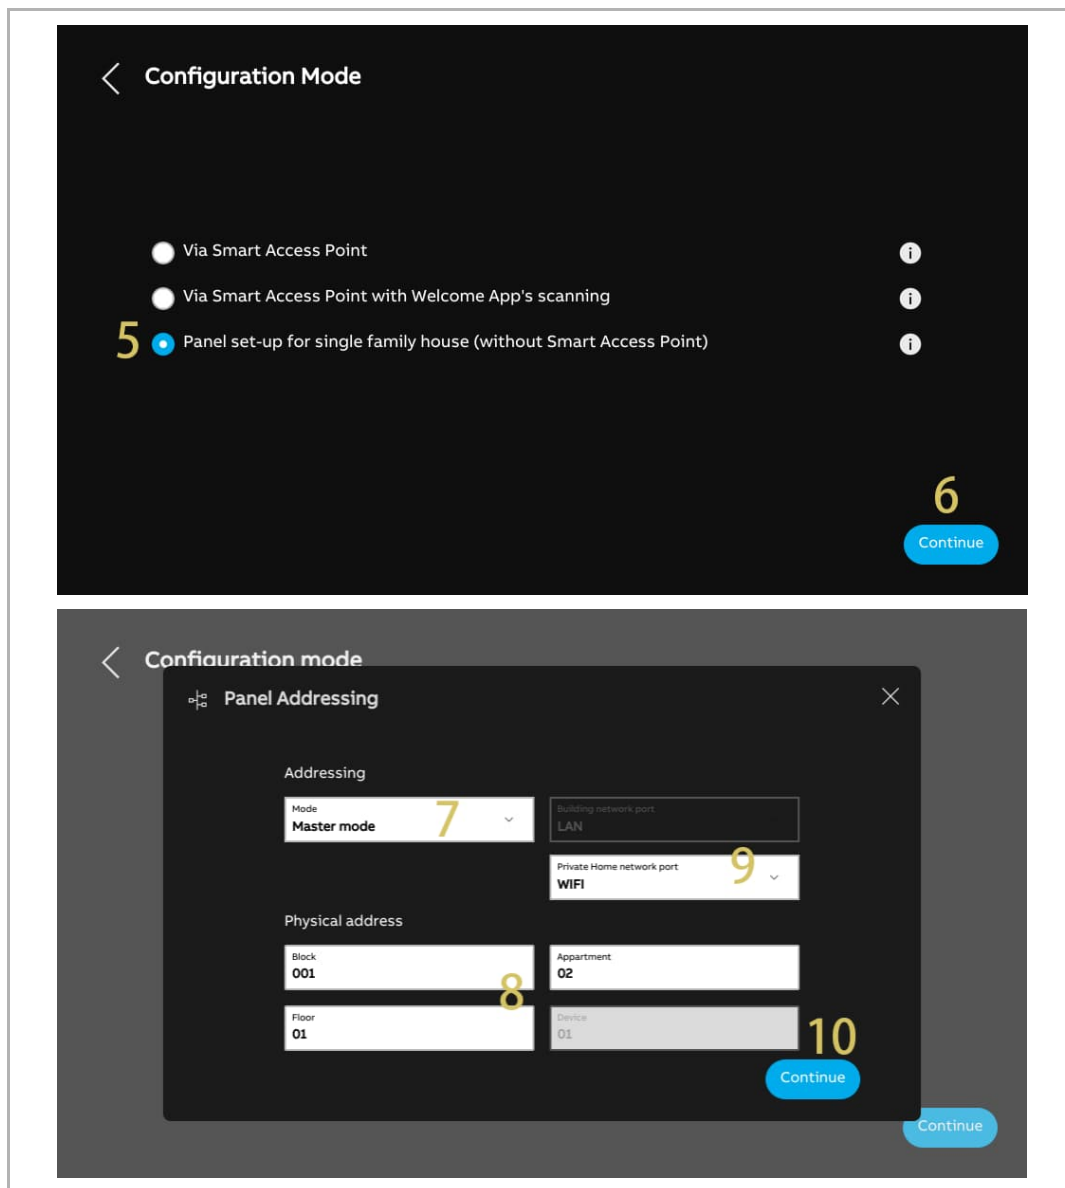 Configuration Mode
Via Smart Access Point
Via Smart Access Point with Welcome App's scanning
5 Panel set-up for single family house (without Smart Access Point)
6
Continue
Configuration mode
Panel Addressing
Addressing
Mode
Master mode
7
Building network port
LAN
Private Home network port
WIFI
9
Physical address
Block
001
8
Appartment
02
Floor
01
Device
01
10
Continue
Continue